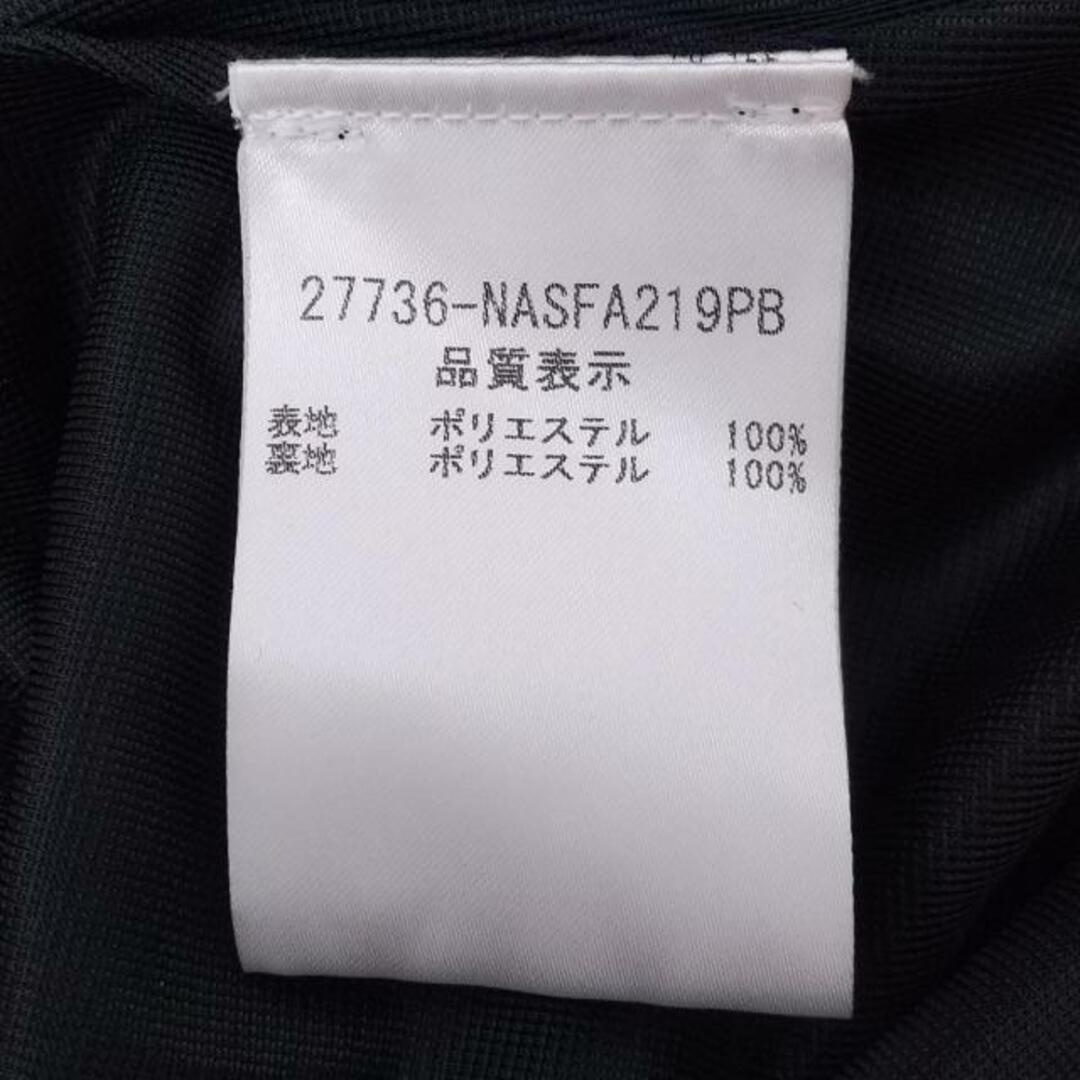 27736-NASFA219PB
品質表示
表地 ポリエステル 100%
裏地 ポリエステル 100%